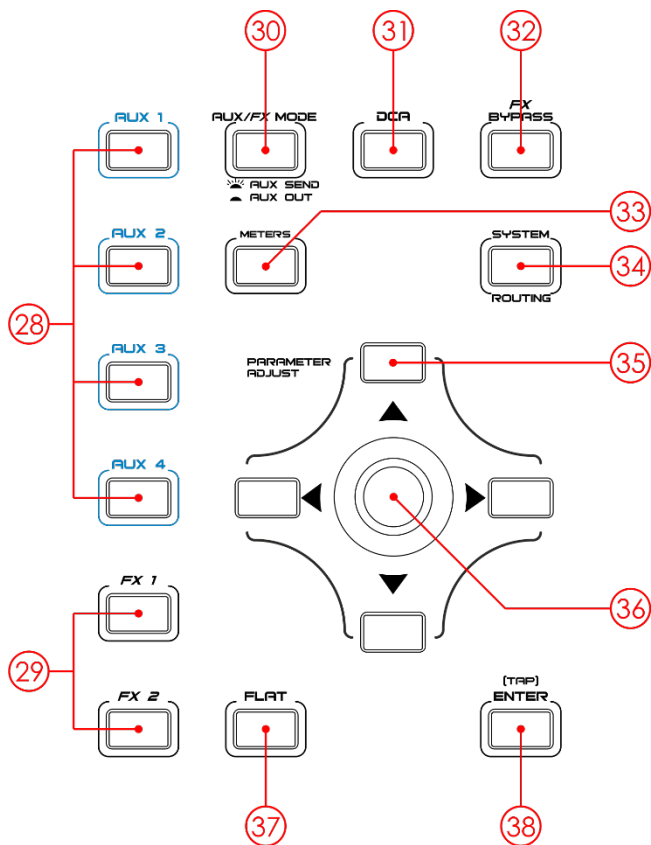 30 31 32
AUX 1 AUX/FX MODE DCA FX
BYPASS
AUX SEND
AUX OUT
33
AUX 2 METERS SYSTEM
34
ROUTING
28
AUX 3
PARAMETER
ADJUST
35
AUX 4
FX 1
36
29
FX 2 FLAT (TAP)
ENTER
37 38